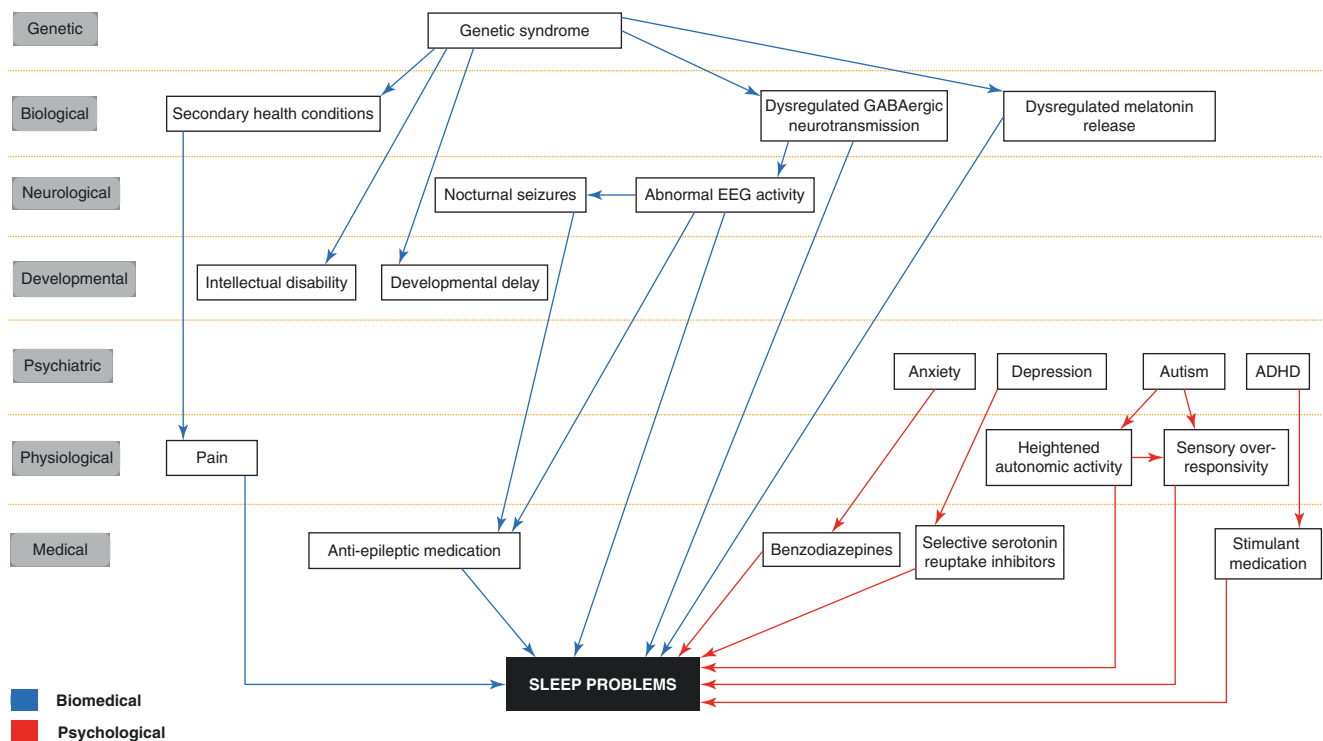 Genetic
Genetic syndrome
Biological
Secondary health conditions
Dysregulated GABAergic
neurotransmission
Dysregulated melatonin
release
Neurological
Nocturnal seizures
Abnormal EEG activity
Developmental
Intellectual disability
Developmental delay
Psychiatric
Anxiety
Depression
Autism
ADHD
Physiological
Pain
Heightened
autonomic activity
Sensory over-
responsivity
Medical
Anti-epileptic medication
Benzodiazepines
Selective serotonin
reuptake inhibitors
Stimulant
medication
SLEEP PROBLEMS
Biomedical
Psychological